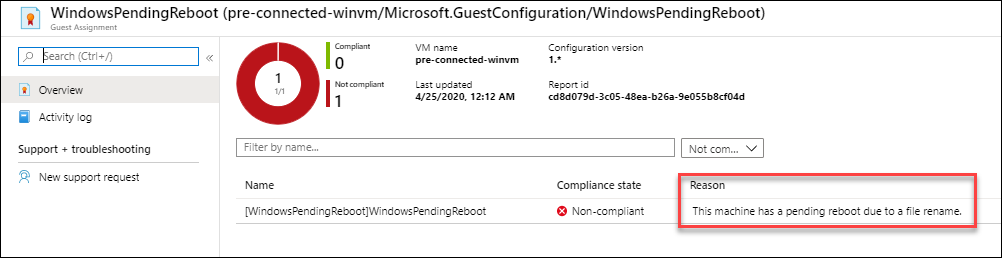 WindowsPendingReboot (pre-connected-winvm/Microsoft.GuestConfiguration/WindowsPendingReboot)
Guest Assignment
Search (Ctrl+/)
«
Overview
Activity log
Support + troubleshooting
New support request
1
1/1
Compliant
0
Not compliant
1
VM name
pre-connected-winvm
Last updated
4/25/2020, 12:12 AM
Configuration version
1.*
Report id
cd8d079d-3c05-48ea-b26a-9e055b8cf04d
Filter by name...
Not com...
Name Compliance state Reason
[WindowsPendingReboot]WindowsPendingReboot Non-compliant This machine has a pending reboot due to a file rename.